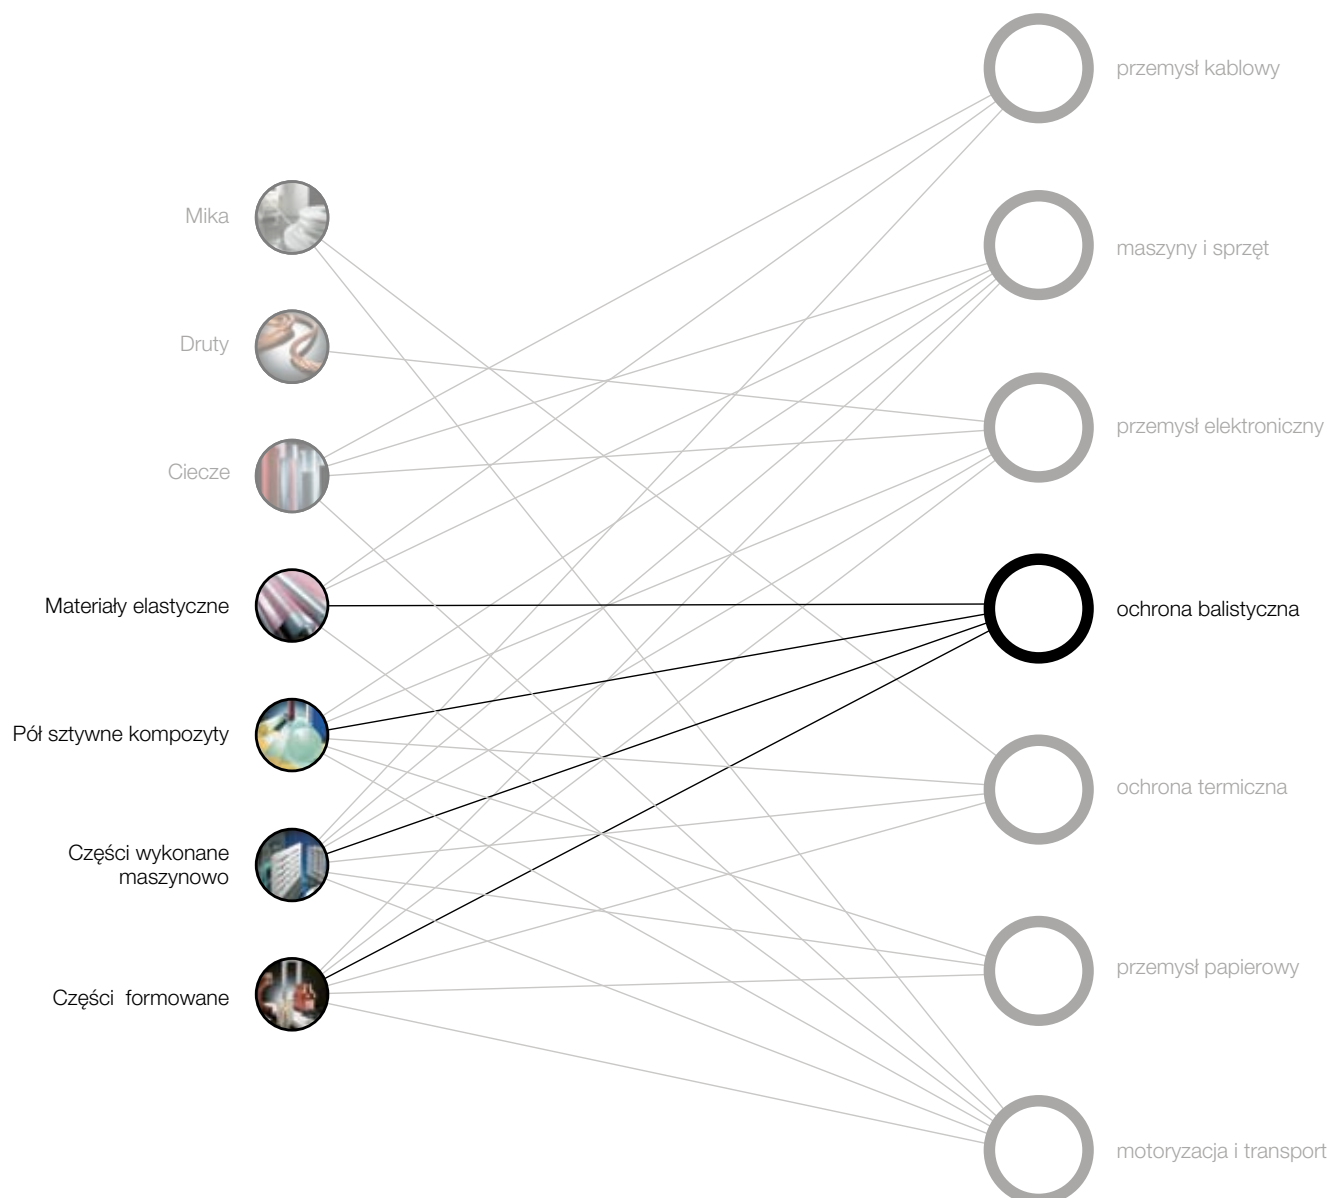 przemysł kablowy
Mika
maszyny i sprzęt
Druty
przemysł elektroniczny
Ciecze
Materiały elastyczne
ochrona balistyczna
Pół sztywne kompozyty
ochrona termiczna
Części wykonane
maszynowo
przemysł papierowy
Części formowane
motoryzacja i transport